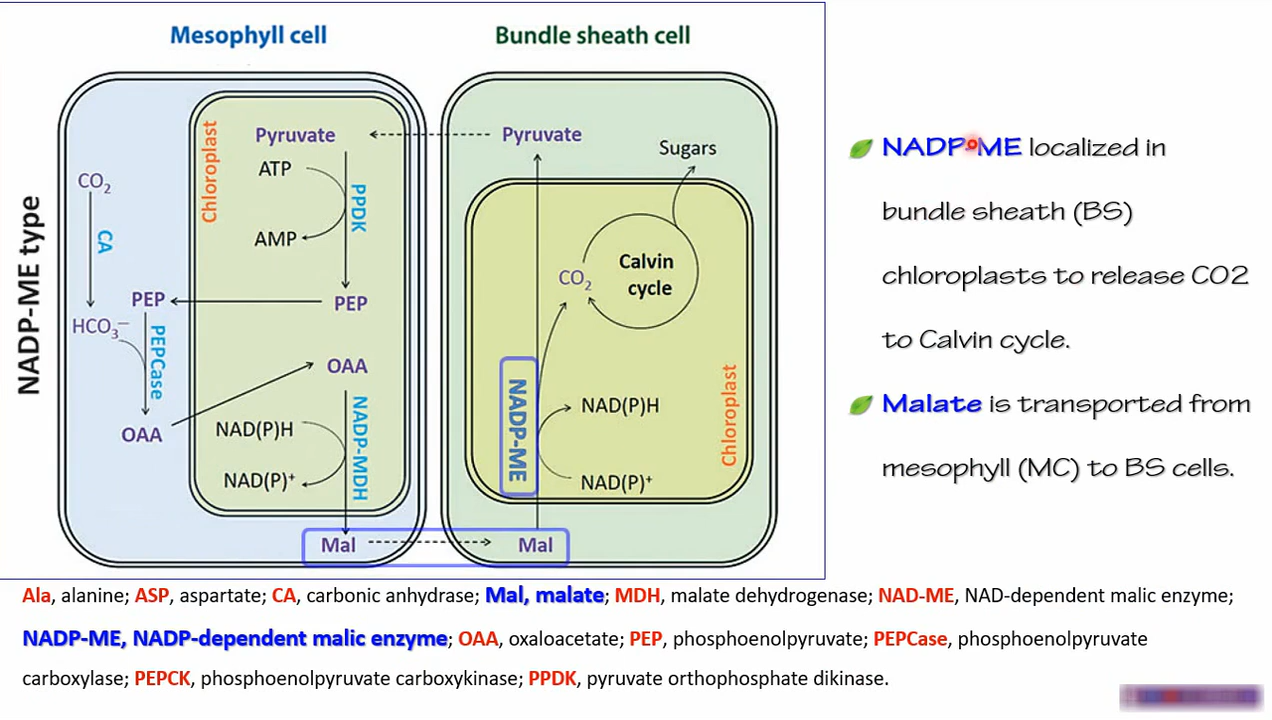 Mesophyll cell
Bundle sheath cell
NADP-ME type
CO₂
CA
HCO₃⁻
PEP
PEPCase
OAA
Chloroplast
Pyruvate
ATP
AMP
PPDK
PEP
OAA
NAD(P)H
NAD(P)⁺
NADP-MDH
Mal
Pyruvate
Sugars
CO₂
Calvin
cycle
NADP-ME
NAD(P)H
NAD(P)⁺
Chloroplast
Mal
NADP-ME localized in
bundle sheath (BS)
chloroplasts to release CO2
to Calvin cycle.
Malate is transported from
mesophyll (MC) to BS cells.
Ala, alanine; ASP, aspartate; CA, carbonic anhydrase; Mal, malate; MDH, malate dehydrogenase; NAD-ME, NAD-dependent malic enzyme;
NADP-ME, NADP-dependent malic enzyme; OAA, oxaloacetate; PEP, phosphoenolpyruvate; PEPCase, phosphoenolpyruvate
carboxylase; PEPCK, phosphoenolpyruvate carboxykinase; PPDK, pyruvate orthophosphate dikinase.